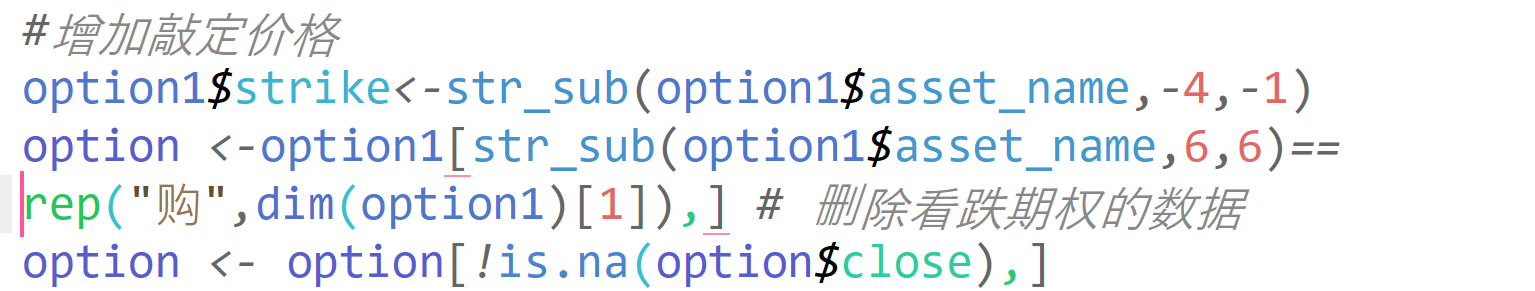 #增加敲定价格
option1$strike<-str_sub(option1$asset_name,-4,-1)
option <-option1[str_sub(option1$asset_name,6,6)==
rep("购",dim(option1)[1]),] # 删除看跌期权的数据
option <- option[!is.na(option$close),]